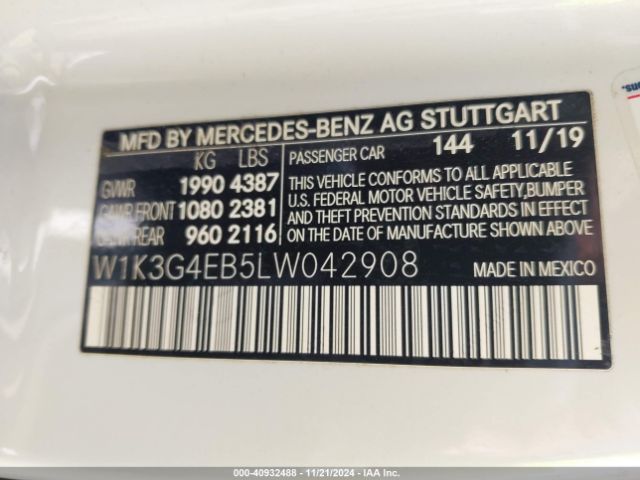 MFD BY MERCEDES-BENZ AG STUTTGART
KG LBS
GVWR 1990 4387
GAWR FRONT 1080 2381
GAWR REAR 960 2116
PASSENGER CAR 144 11/19
THIS VEHICLE CONFORMS TO ALL APPLICABLE
U.S. FEDERAL MOTOR VEHICLE SAFETY,BUMPER
AND THEFT PREVENTION STANDARDS IN EFFECT
ON THE DATE OF MANUFACTURE SHOWN ABOVE
W1K3G4EB5LW042908 MADE IN MEXICO
000-40932488 - 11/21/2024 - IAA Inc.